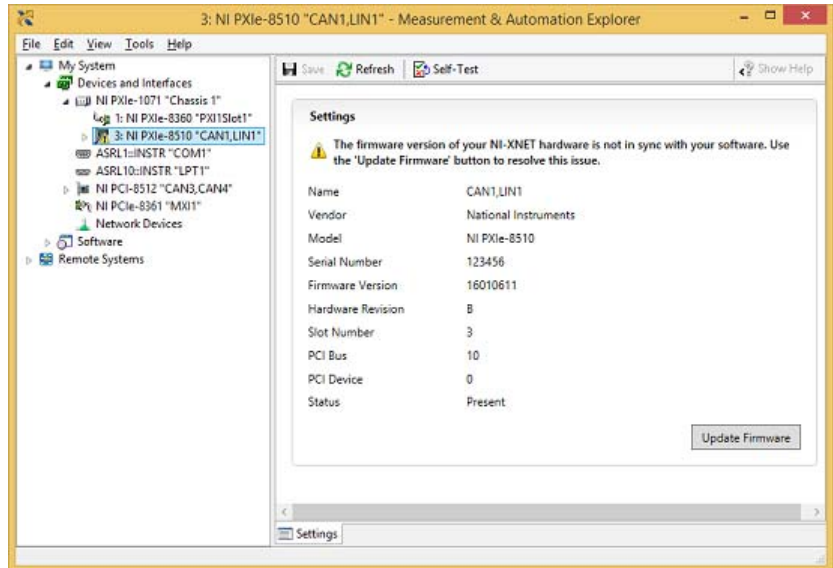 3: NI PXIe-8510 "CAN1,LIN1" - Measurement & Automation Explorer
File Edit View Tools Help
My System
Devices and Interfaces
NI PXIe-1071 "Chassis 1"
1: NI PXIe-8360 "PXI1Slot1"
3: NI PXIe-8510 "CAN1,LIN1"
ASRL1::INSTR "COM1"
ASRL10::INSTR "LPT1"
NI PCI-8512 "CAN3,CAN4"
NI PCIe-8361 "MXI1"
Network Devices
Software
Remote Systems
Save Refresh Self-Test Show Help
Settings
The firmware version of your NI-XNET hardware is not in sync with your software. Use
the 'Update Firmware' button to resolve this issue.
Name CAN1,LIN1
Vendor National Instruments
Model NI PXIe-8510
Serial Number 123456
Firmware Version 16010611
Hardware Revision B
Slot Number 3
PCI Bus 10
PCI Device 0
Status Present
Update Firmware
Settings